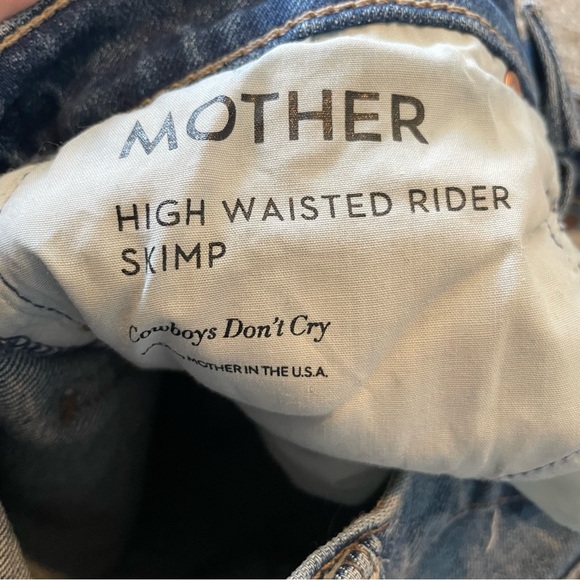 MOTHER
HIGH WAISTED RIDER
SKIMP
Cowboys Don't Cry
MOTHER IN THE U.S.A.